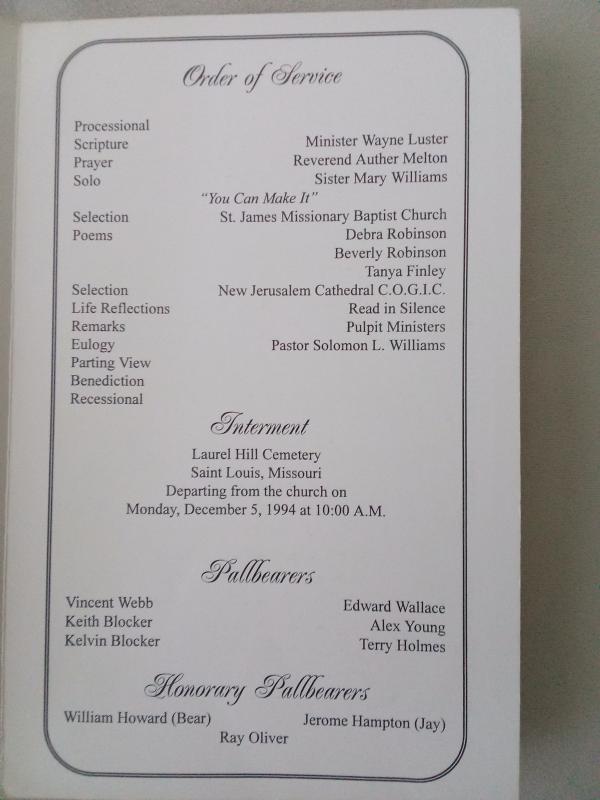 Order of Service
Processional
Scripture Minister Wayne Luster
Prayer Reverend Auther Melton
Solo Sister Mary Williams
“You Can Make It”
Selection St. James Missionary Baptist Church
Poems Debra Robinson
Beverly Robinson
Tanya Finley
Selection New Jerusalem Cathedral C.O.G.I.C.
Life Reflections Read in Silence
Remarks Pulpit Ministers
Eulogy Pastor Solomon L. Williams
Parting View
Benediction
Recessional
Interment
Laurel Hill Cemetery
Saint Louis, Missouri
Departing from the church on
Monday, December 5, 1994 at 10:00 A.M.
Pallbearers
Vincent Webb Edward Wallace
Keith Blocker Alex Young
Kelvin Blocker Terry Holmes
Honorary Pallbearers
William Howard (Bear) Jerome Hampton (Jay)
Ray Oliver